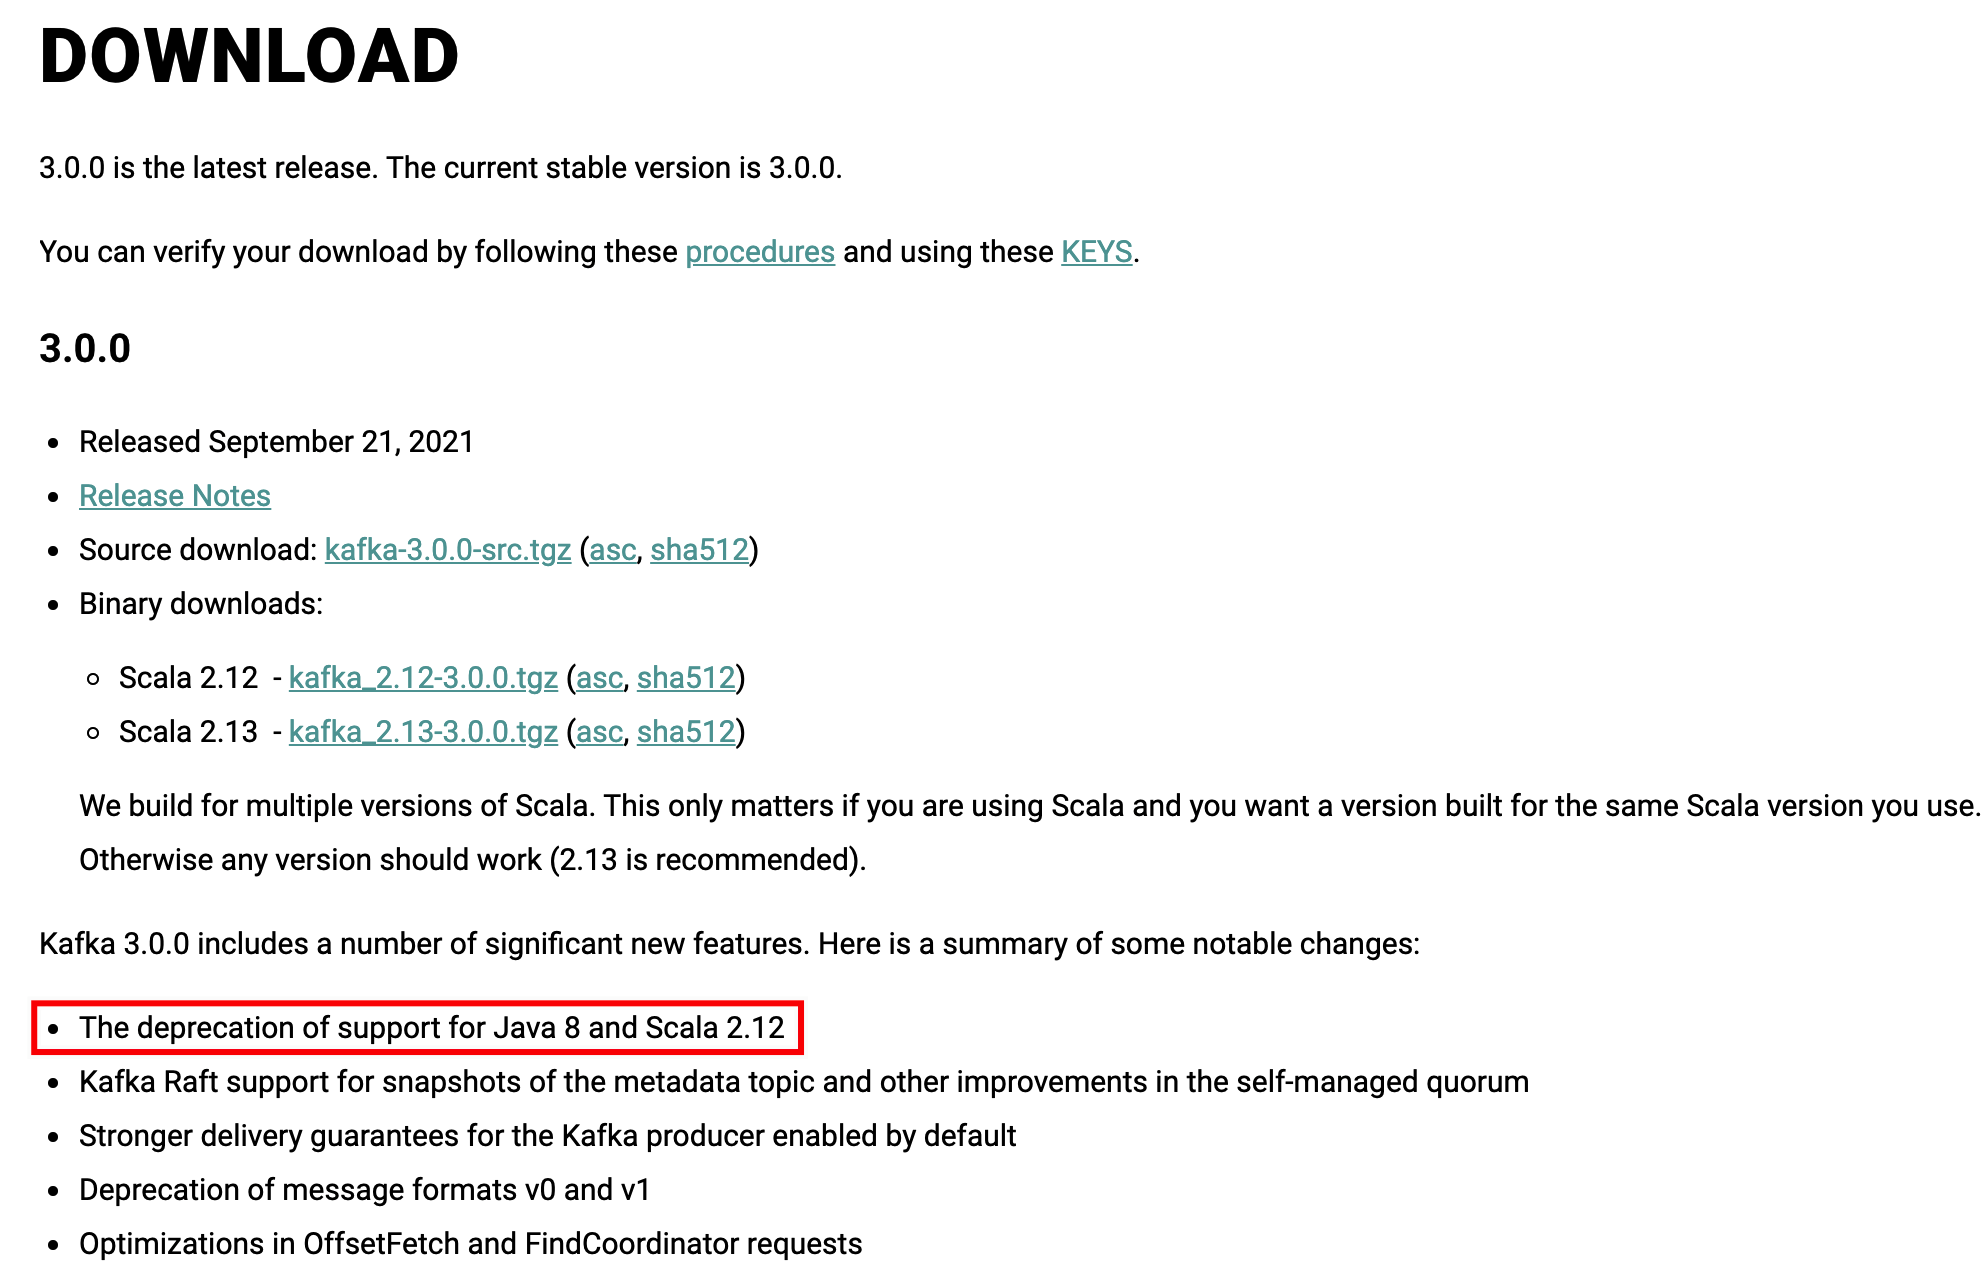 DOWNLOAD
3.0.0 is the latest release. The current stable version is 3.0.0.
You can verify your download by following these procedures and using these KEYS.
3.0.0
• Released September 21, 2021
• Release Notes
• Source download: kafka-3.0.0-src.tgz (asc, sha512)
• Binary downloads:
◦ Scala 2.12 - kafka_2.12-3.0.0.tgz (asc, sha512)
◦ Scala 2.13 - kafka_2.13-3.0.0.tgz (asc, sha512)
We build for multiple versions of Scala. This only matters if you are using Scala and you want a version built for the same Scala version you use.
Otherwise any version should work (2.13 is recommended).
Kafka 3.0.0 includes a number of significant new features. Here is a summary of some notable changes:
• The deprecation of support for Java 8 and Scala 2.12
• Kafka Raft support for snapshots of the metadata topic and other improvements in the self-managed quorum
• Stronger delivery guarantees for the Kafka producer enabled by default
• Deprecation of message formats v0 and v1
• Optimizations in OffsetFetch and FindCoordinator requests